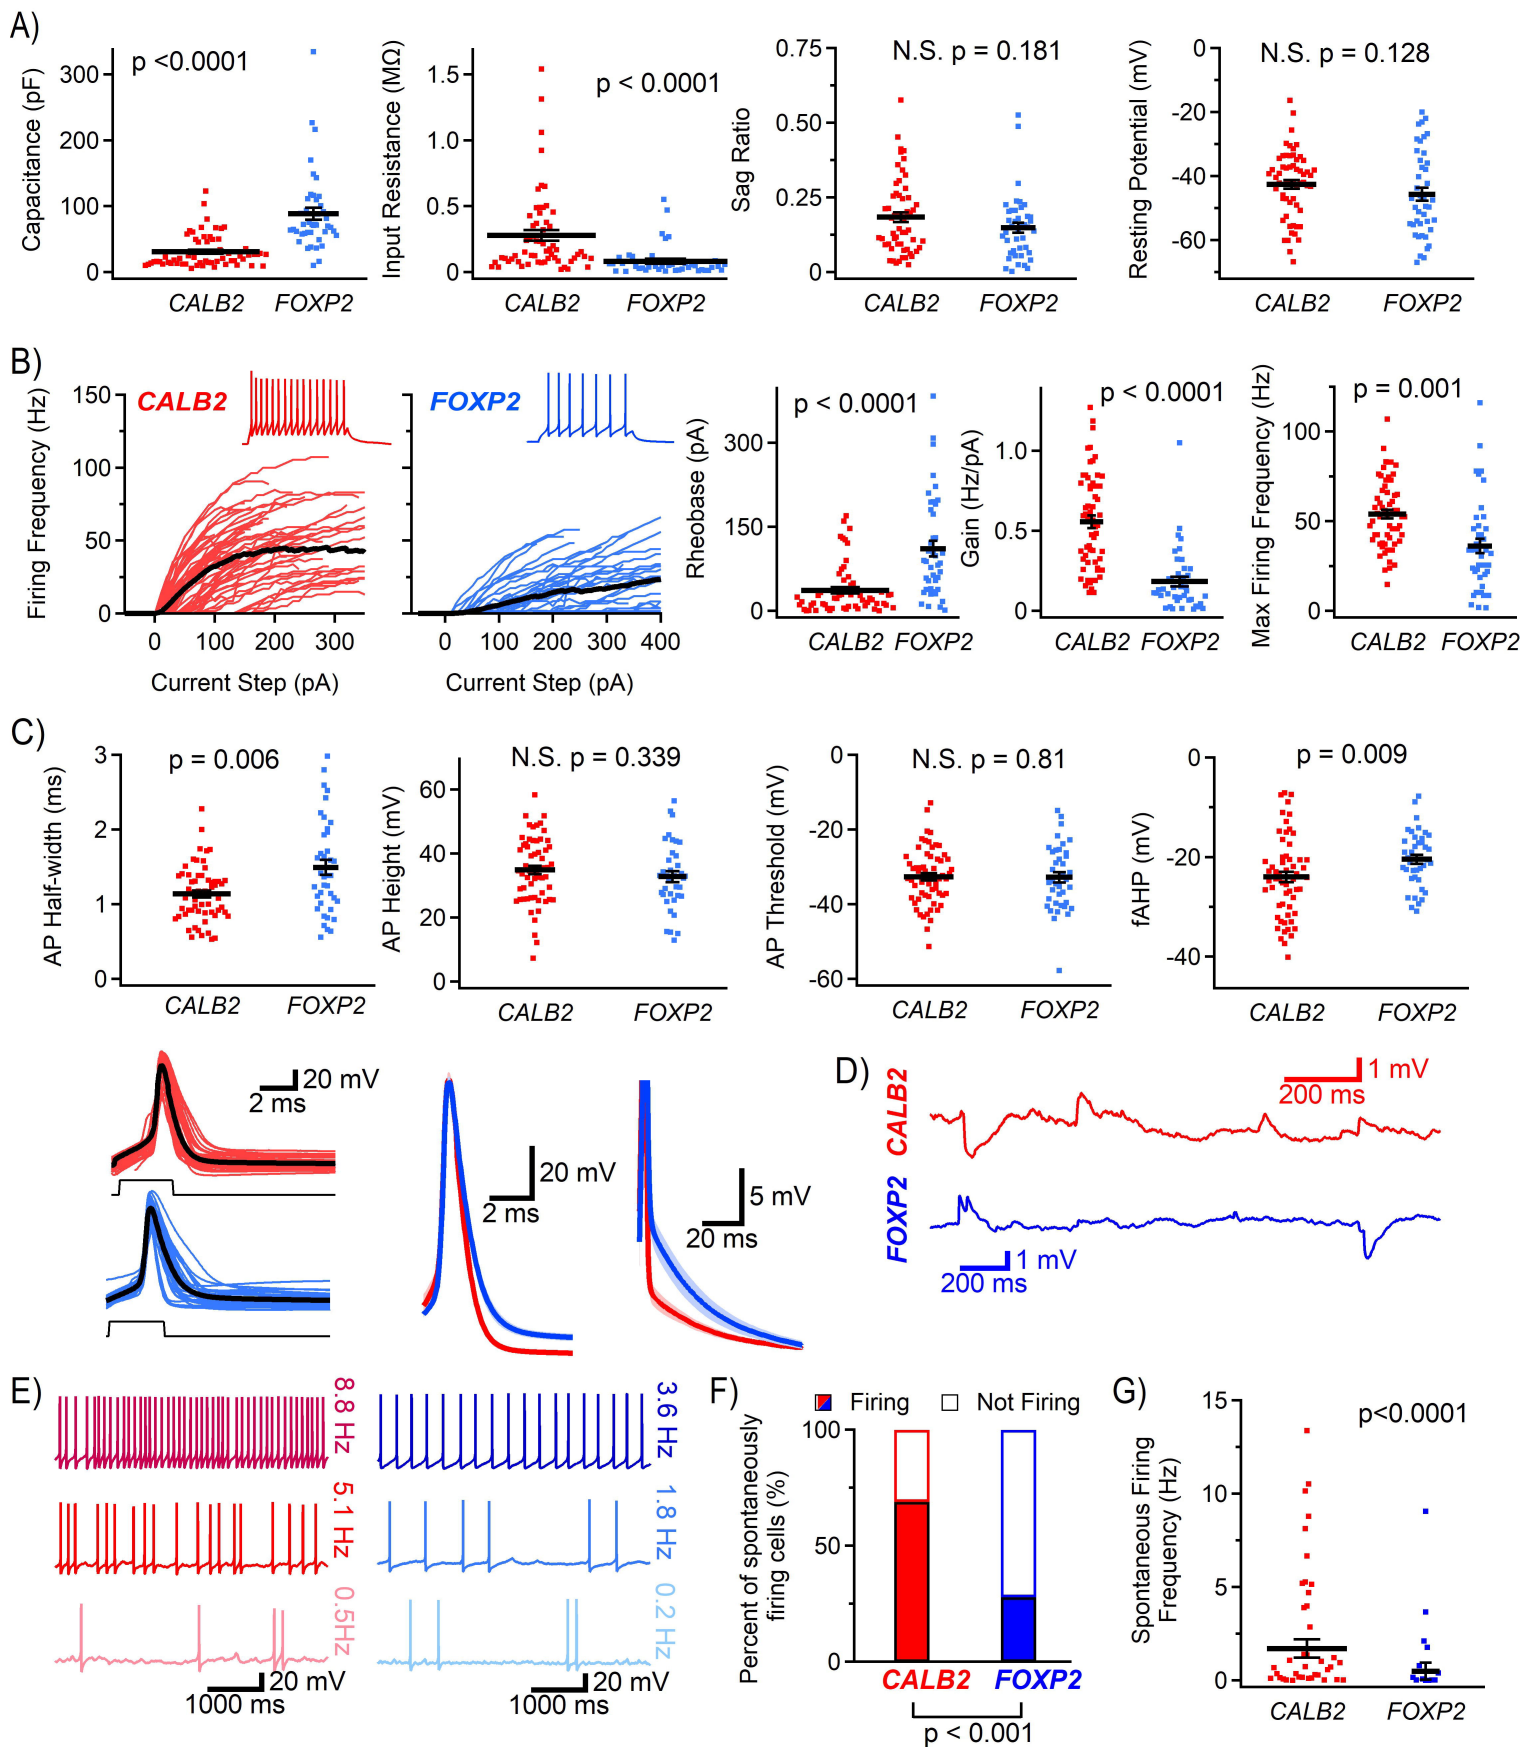 A)
Capacitance (pF)
300
200
100
0
p <0.0001
CALB2 FOXP2
Input Resistance (MΩ)
1.5
1.0
0.5
0
p < 0.0001
CALB2 FOXP2
Sag Ratio
0.75
0.50
0.25
0
N.S. p = 0.181
CALB2 FOXP2
Resting Potential (mV)
0
-20
-40
-60
N.S. p = 0.128
CALB2 FOXP2
B)
Firing Frequency (Hz)
150
100
50
0
CALB2
0 100 200 300
Current Step (pA)
FOXP2
0 100 200 300 400
Current Step (pA)
Rheobase (pA)
300
150
0
p < 0.0001
CALB2 FOXP2
Gain (Hz/pA)
1.0
0.5
0
p < 0.0001
CALB2 FOXP2
Max Firing Frequency (Hz)
100
50
0
p = 0.001
CALB2 FOXP2
C)
AP Half-width (ms)
3
2
1
0
p = 0.006
CALB2 FOXP2
AP Height (mV)
60
40
20
0
N.S. p = 0.339
CALB2 FOXP2
AP Threshold (mV)
0
-20
-40
-60
N.S. p = 0.81
CALB2 FOXP2
fAHP (mV)
0
-20
-40
p = 0.009
CALB2 FOXP2
20 mV
2 ms
20 mV
2 ms
5 mV
20 ms
D)
CALB2
1 mV
200 ms
FOXP2
1 mV
200 ms
E)
8.8 Hz
5.1 Hz
0.5Hz
20 mV
1000 ms
3.6 Hz
1.8 Hz
0.2 Hz
20 mV
1000 ms
F)
Firing Not Firing
Percent of spontaneously
firing cells (%)
100
50
0
CALB2 FOXP2
p < 0.001
G)
Spontaneous Firing
Frequency (Hz)
15
10
5
0
p<0.0001
CALB2 FOXP2